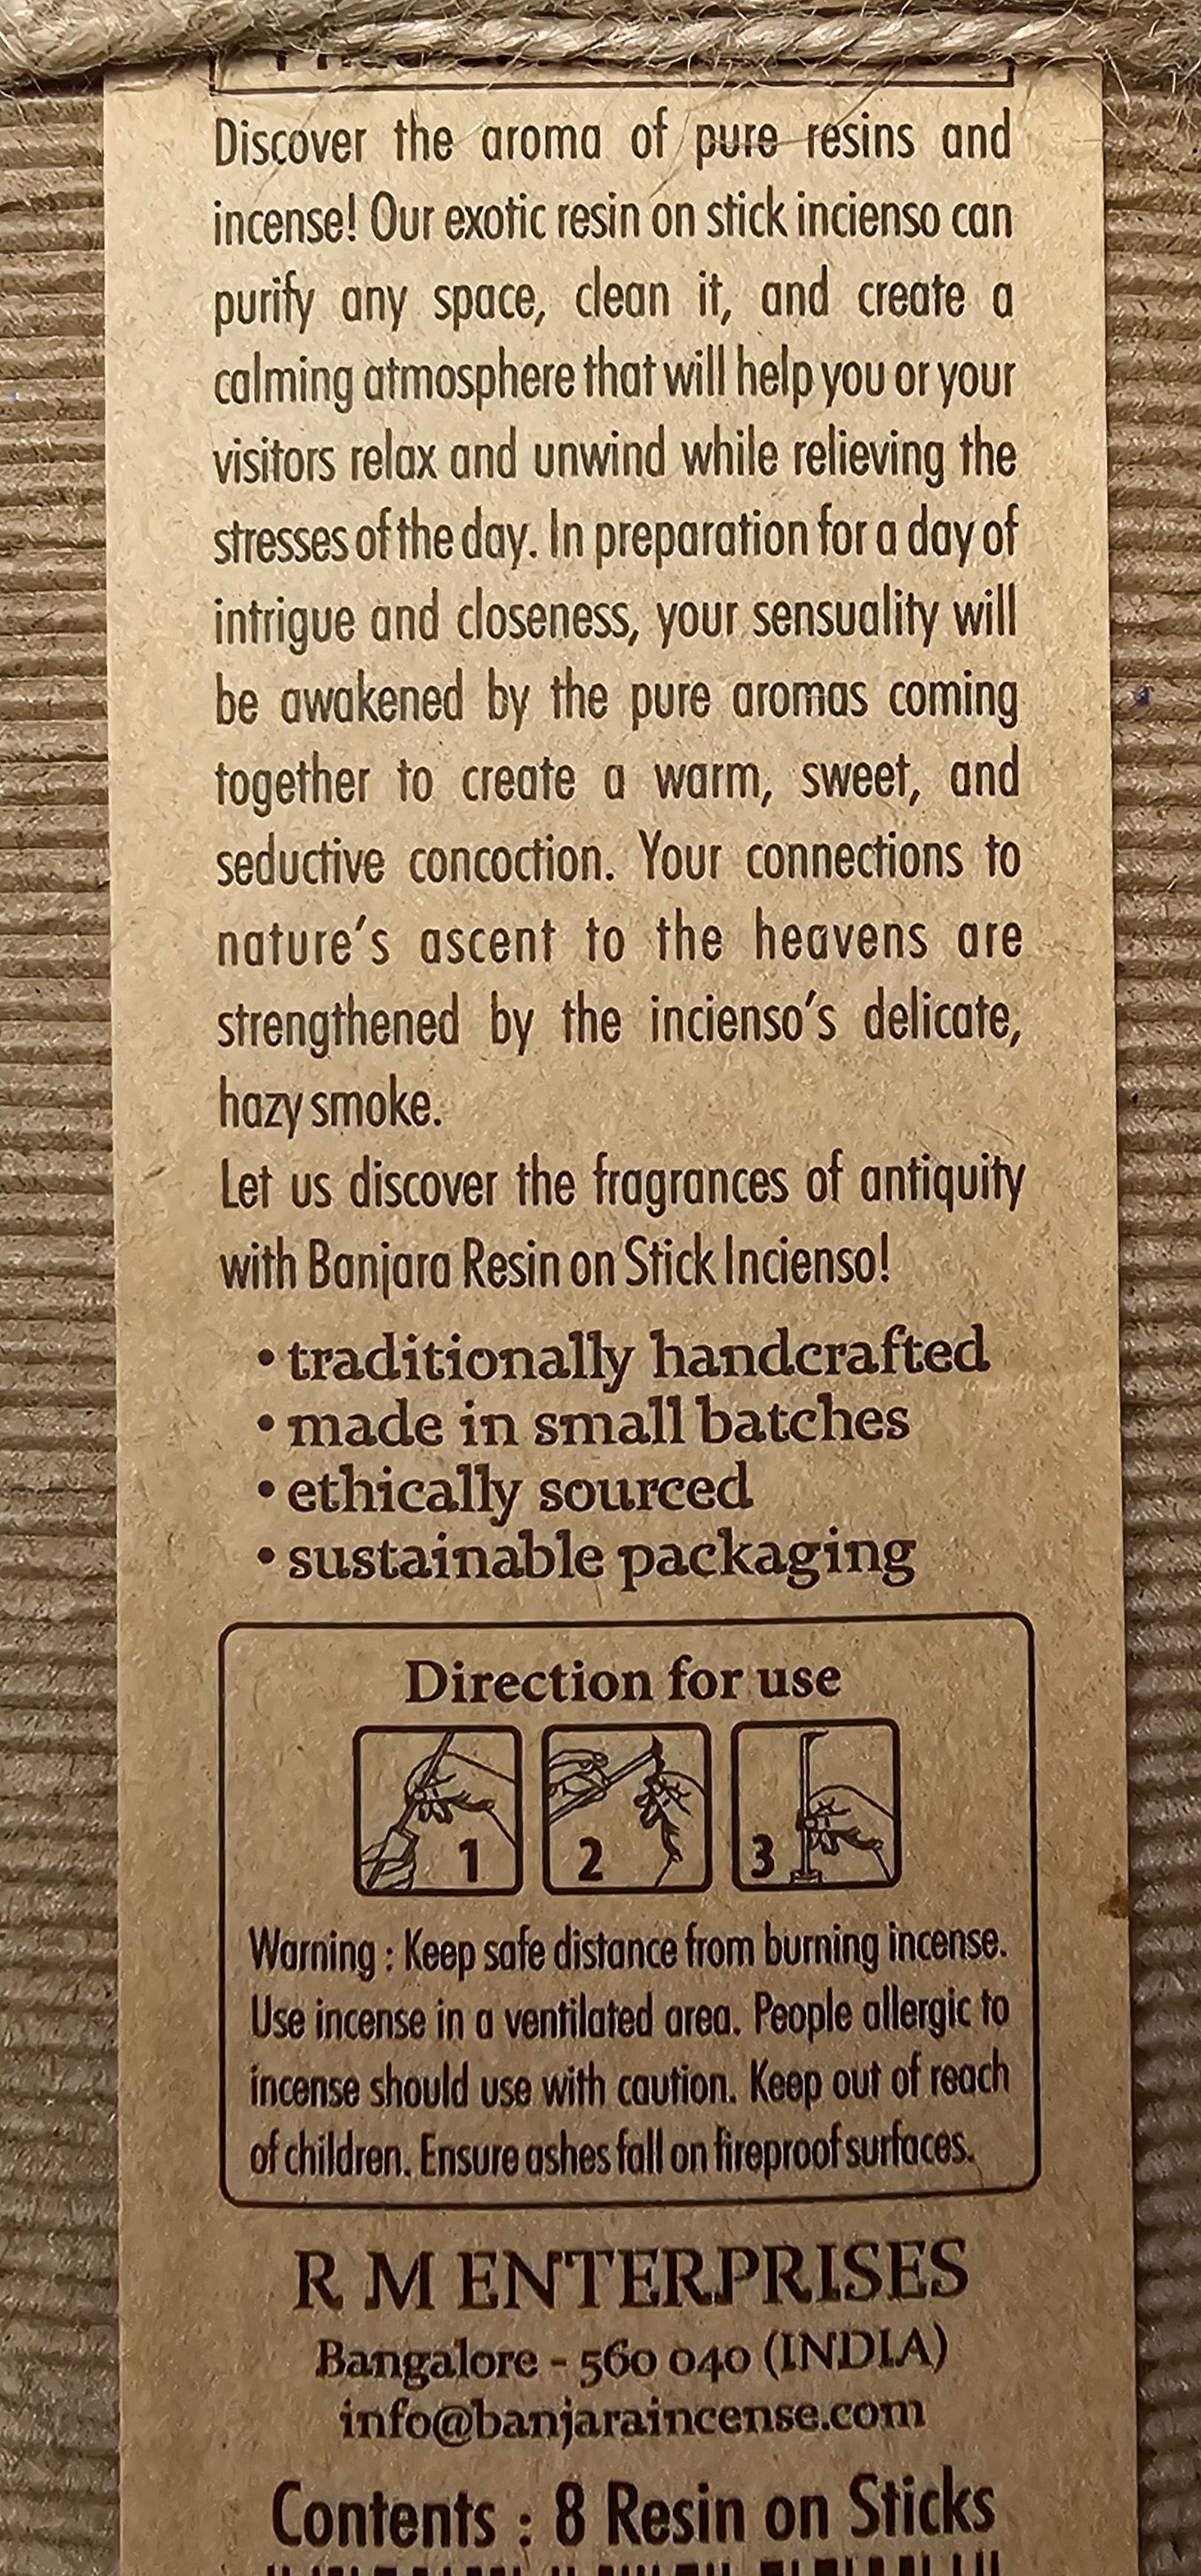 Discover the aroma of pure resins and
incense! Our exotic resin on stick incienso can
purify any space, clean it, and create a
calming atmosphere that will help you or your
visitors relax and unwind while relieving the
stresses of the day. In preparation for a day of
intrigue and closeness, your sensuality will
be awakened by the pure aromas coming
together to create a warm, sweet, and
seductive concoction. Your connections to
nature's ascent to the heavens are
strengthened by the incienso's delicate,
hazy smoke.
Let us discover the fragrances of antiquity
with Banjara Resin on Stick Incienso!
• traditionally handcrafted
• made in small batches
• ethically sourced
• sustainable packaging
Direction for use
1 2 3
Warning : Keep safe distance from burning incense.
Use incense in a ventilated area. People allergic to
incense should use with caution. Keep out of reach
of children. Ensure ashes fall on fireproof surfaces.
R M ENTERPRISES
Bangalore - 560 040 (INDIA)
info@banjaraincense.com
Contents : 8 Resin on Sticks